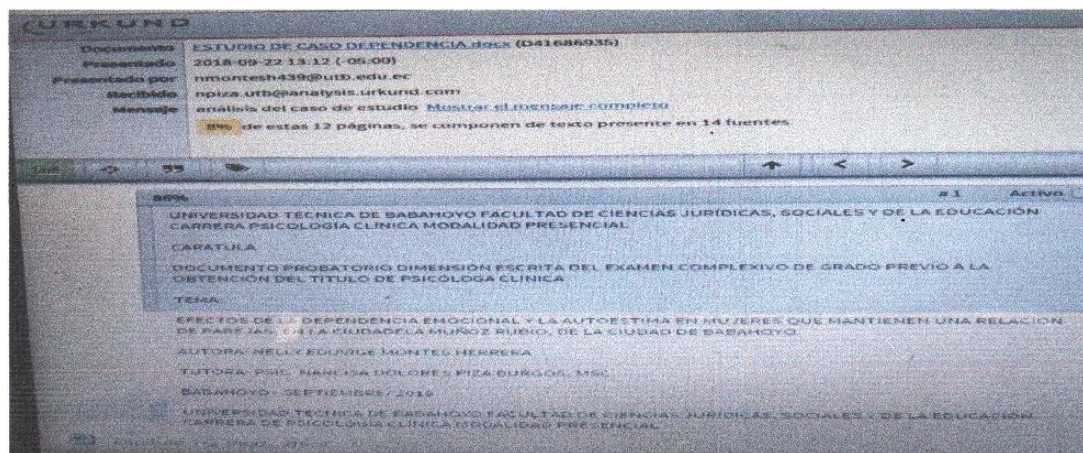 URKUND
Documento ESTUDIO DE CASO DEPENDENCIA.docx (D41686935)
Presentado 2018-09-22 13:12 (-05:00)
Presentado por nmontesh439@utb.edu.ec
Recibido npiza.utb@analysis.urkund.com
Mensaje analisis del caso de estudio Mostrar el mensaje completo
8% de estas 12 páginas, se componen de texto presente en 14 fuentes.
86% # 1 Activo
UNIVERSIDAD TÉCNICA DE BABAHOYO FACULTAD DE CIENCIAS JURÍDICAS, SOCIALES Y DE LA EDUCACIÓN
CARRERA PSICOLOGÍA CLÍNICA MODALIDAD PRESENCIAL
CARATULA
DOCUMENTO PROBATORIO DIMENSIÓN ESCRITA DEL EXAMEN COMPLEXIVO DE GRADO PREVIO A LA
OBTENCIÓN DEL TITULO DE PSICÓLOGA CLINICA
TEMA
EFECTOS DE LA DEPENDENCIA EMOCIONAL Y LA AUTOESTIMA EN MUJERES QUE MANTIENEN UNA RELACIÓN
DE PAREJAS, EN LA CIUDADELA MUÑOZ RUBIO, DE LA CIUDAD DE BABAHOYO
AUTORA: NELLY EDUVIGE MONTES HERRERA
TUTORA: PSIC. NARCISA DOLORES PIZA BURGOS, MSC.
BABAHOYO - SEPTIEMBRE / 2018
UNIVERSIDAD TÉCNICA DE BABAHOYO FACULTAD DE CIENCIAS JURÍDICAS, SOCIALES Y DE LA EDUCACIÓN
CARRERA DE PSICOLOGÍA CLÍNICA MODALIDAD PRESENCIAL